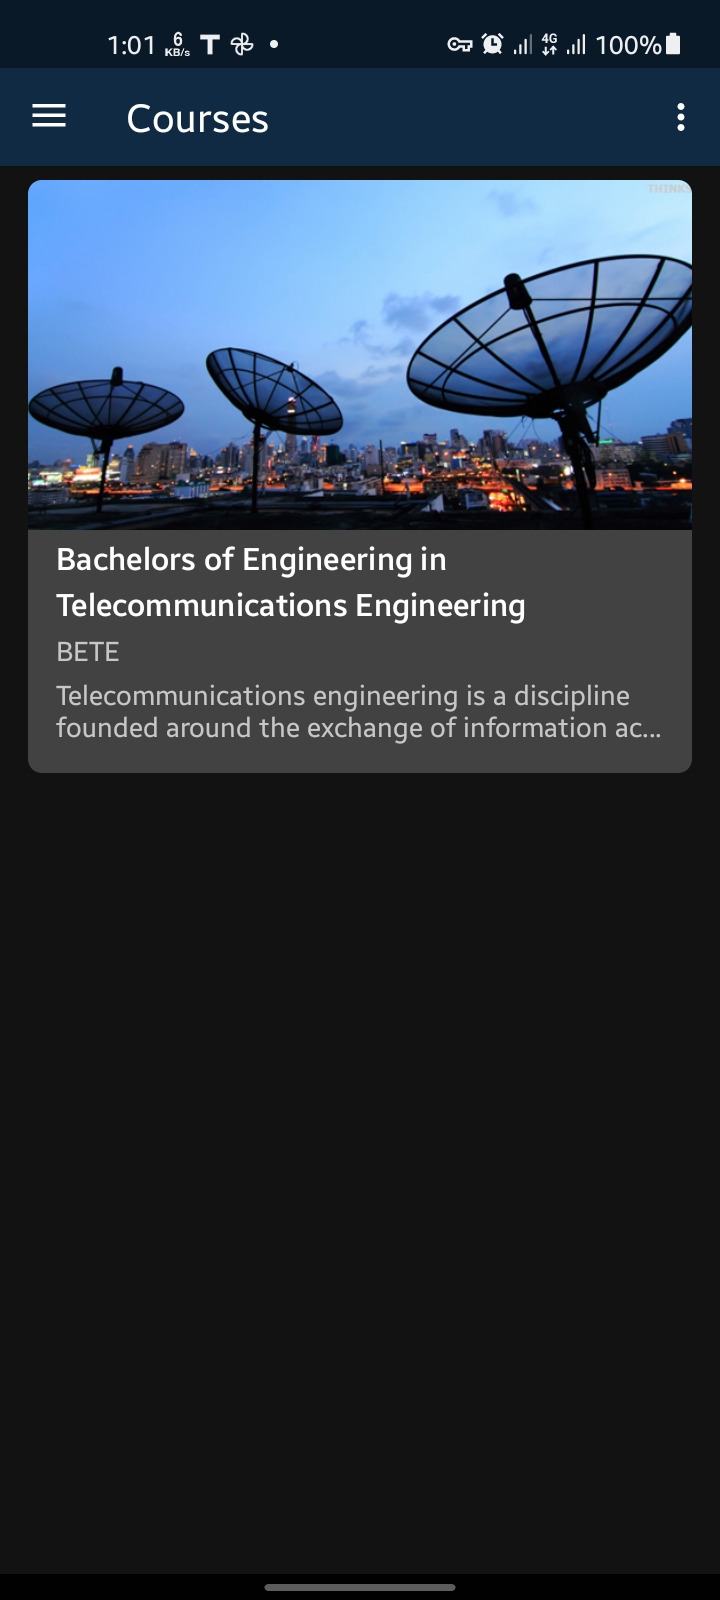 1:01 6 KB/s T 4G 100%
Courses
THINKS
Bachelors of Engineering in
Telecommunications Engineering
BETE
Telecommunications engineering is a discipline
founded around the exchange of information ac...